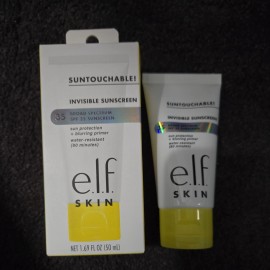 SUNTOUCHABLE!
INVISIBLE SUNSCREEN
35
BROAD SPECTRUM
SPF 35 SUNSCREEN
sun protection
+ blurring primer
water resistant
(80 minutes)
e.l.f.
SKIN
NET 1.69 FL OZ (50 mL)
SUNTOUCHABLE!
INVISIBLE SUNSCREEN
sun protection
+ blurring primer
water resistant
(80 minutes)
e.l.f.
SKIN